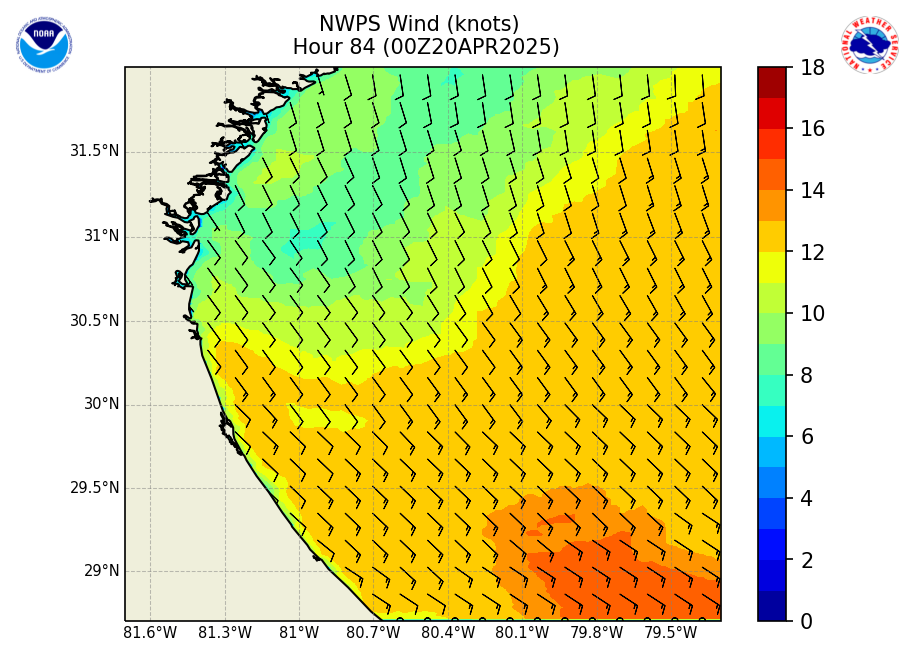 NWPS Wind (knots)
Hour 84 (00Z20APR2025)
NOAA
NATIONAL WEATHER SERVICE
31.5°N
31°N
30.5°N
30°N
29.5°N
29°N
81.6°W 81.3°W 81°W 80.7°W 80.4°W 80.1°W 79.8°W 79.5°W
18
16
14
12
10
8
6
4
2
0